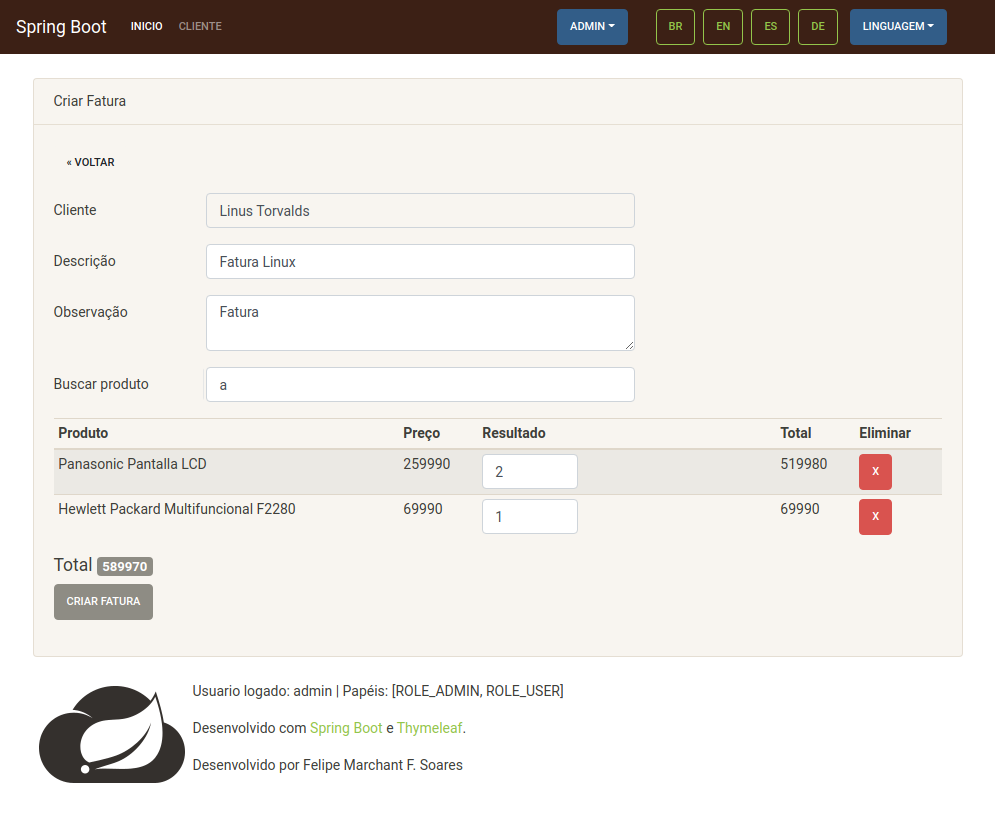 Spring Boot INICIO CLIENTE ADMIN BR EN ES DE LINGUAGEM
Criar Fatura
« VOLTAR
Cliente Linus Torvalds
Descrição Fatura Linux
Observação Fatura
Buscar produto a
Produto Preço Resultado Total Eliminar
Panasonic Pantalla LCD 259990 2 519980 X
Hewlett Packard Multifuncional F2280 69990 1 69990 X
Total 589970
CRIAR FATURA
Usuario logado: admin | Papéis: [ROLE_ADMIN, ROLE_USER]
Desenvolvido com Spring Boot e Thymeleaf.
Desenvolvido por Felipe Marchant F. Soares